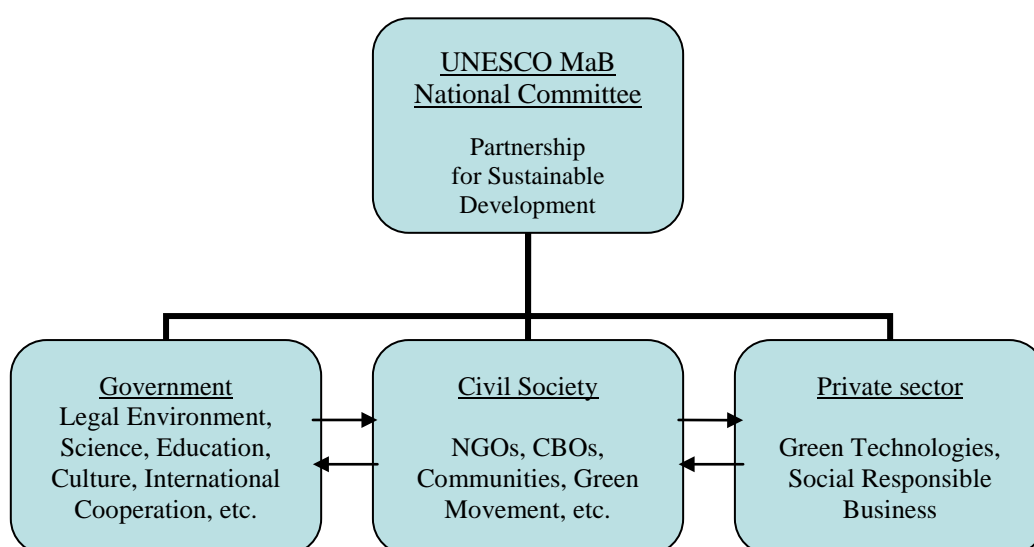 UNESCO MaB
National Committee
Partnership
for Sustainable
Development
Government
Legal Environment,
Science, Education,
Culture, International
Cooperation, etc.
Civil Society
NGOs, CBOs,
Communities, Green
Movement, etc.
Private sector
Green Technologies,
Social Responsible
Business